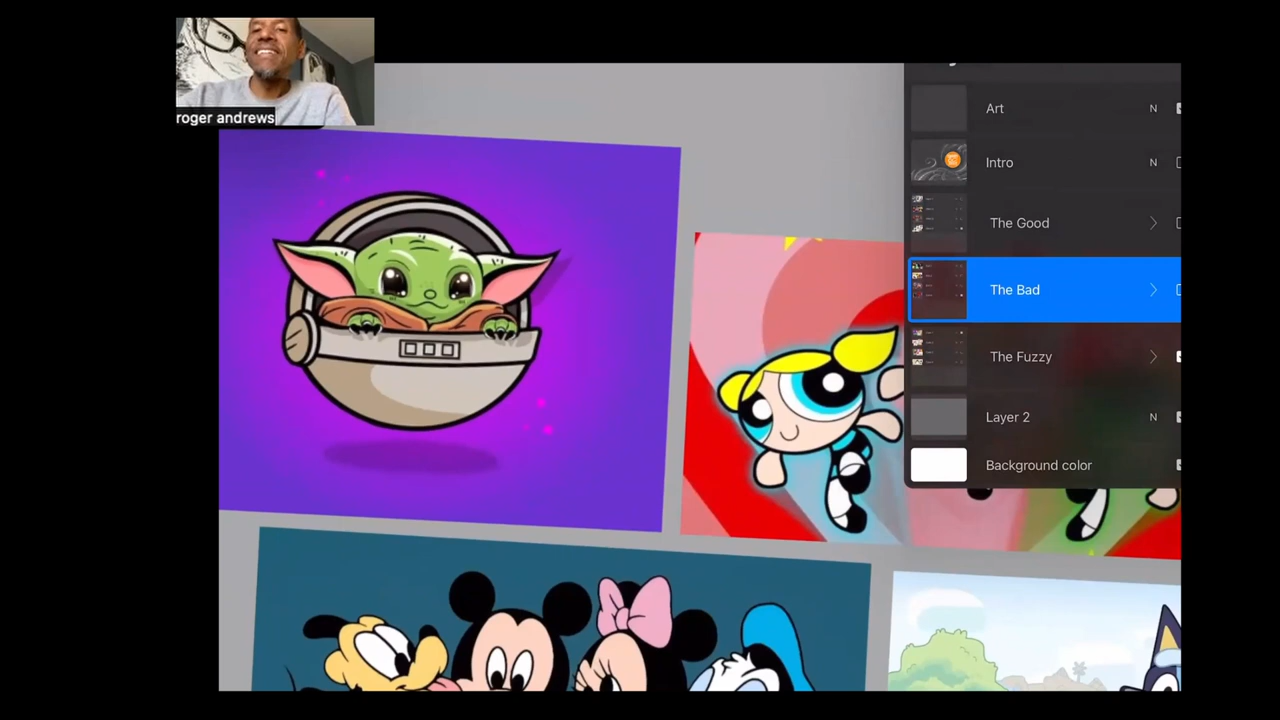 roger andrews
Art N
Intro N
The Good
The Bad
The Fuzzy
Layer 2 N
Background color